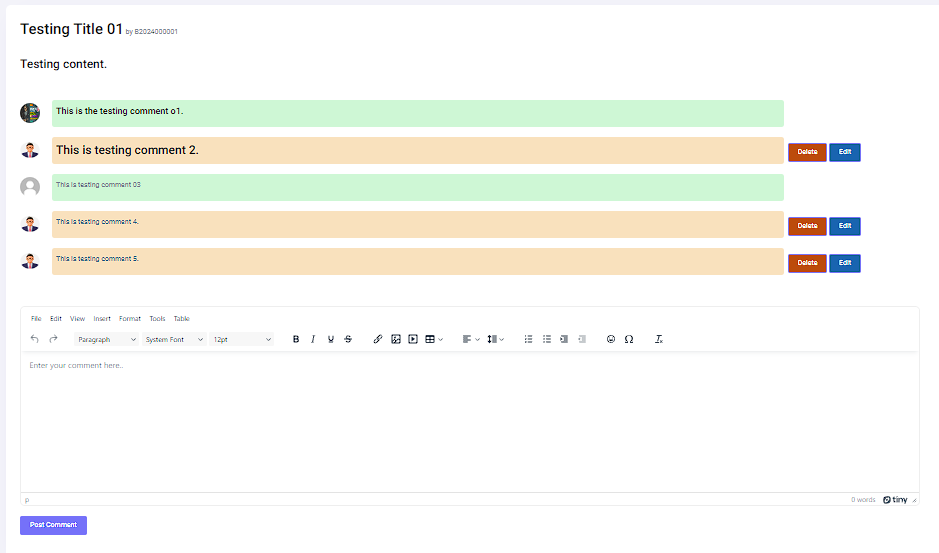 Testing Title 01 by B2024000001
Testing content.
This is the testing comment o1.
This is testing comment 2.
Delete Edit
This is testing comment 03
This is testing comment 4.
Delete Edit
This is testing comment 5.
Delete Edit
File Edit View Insert Format Tools Table
Paragraph System Font 12pt B I U S
Enter your comment here..
p 0 words tiny
Post Comment